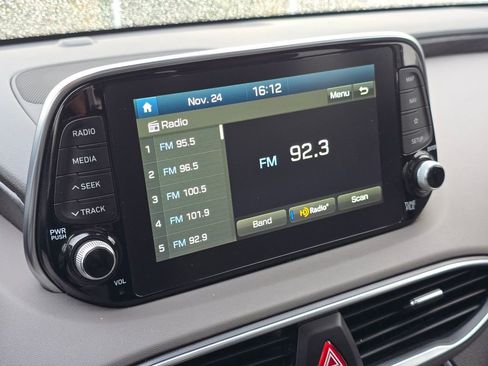 Nov. 24 16:12
Radio Menu
1 FM 95.5
2 FM 96.5
3 FM 100.5
4 FM 101.9
5 FM 92.9
FM 92.3
Band HD Radio Scan
RADIO
MEDIA
SEEK
TRACK
PWR
PUSH
VOL
MAP
NAV
SETUP
TUNE
FILE